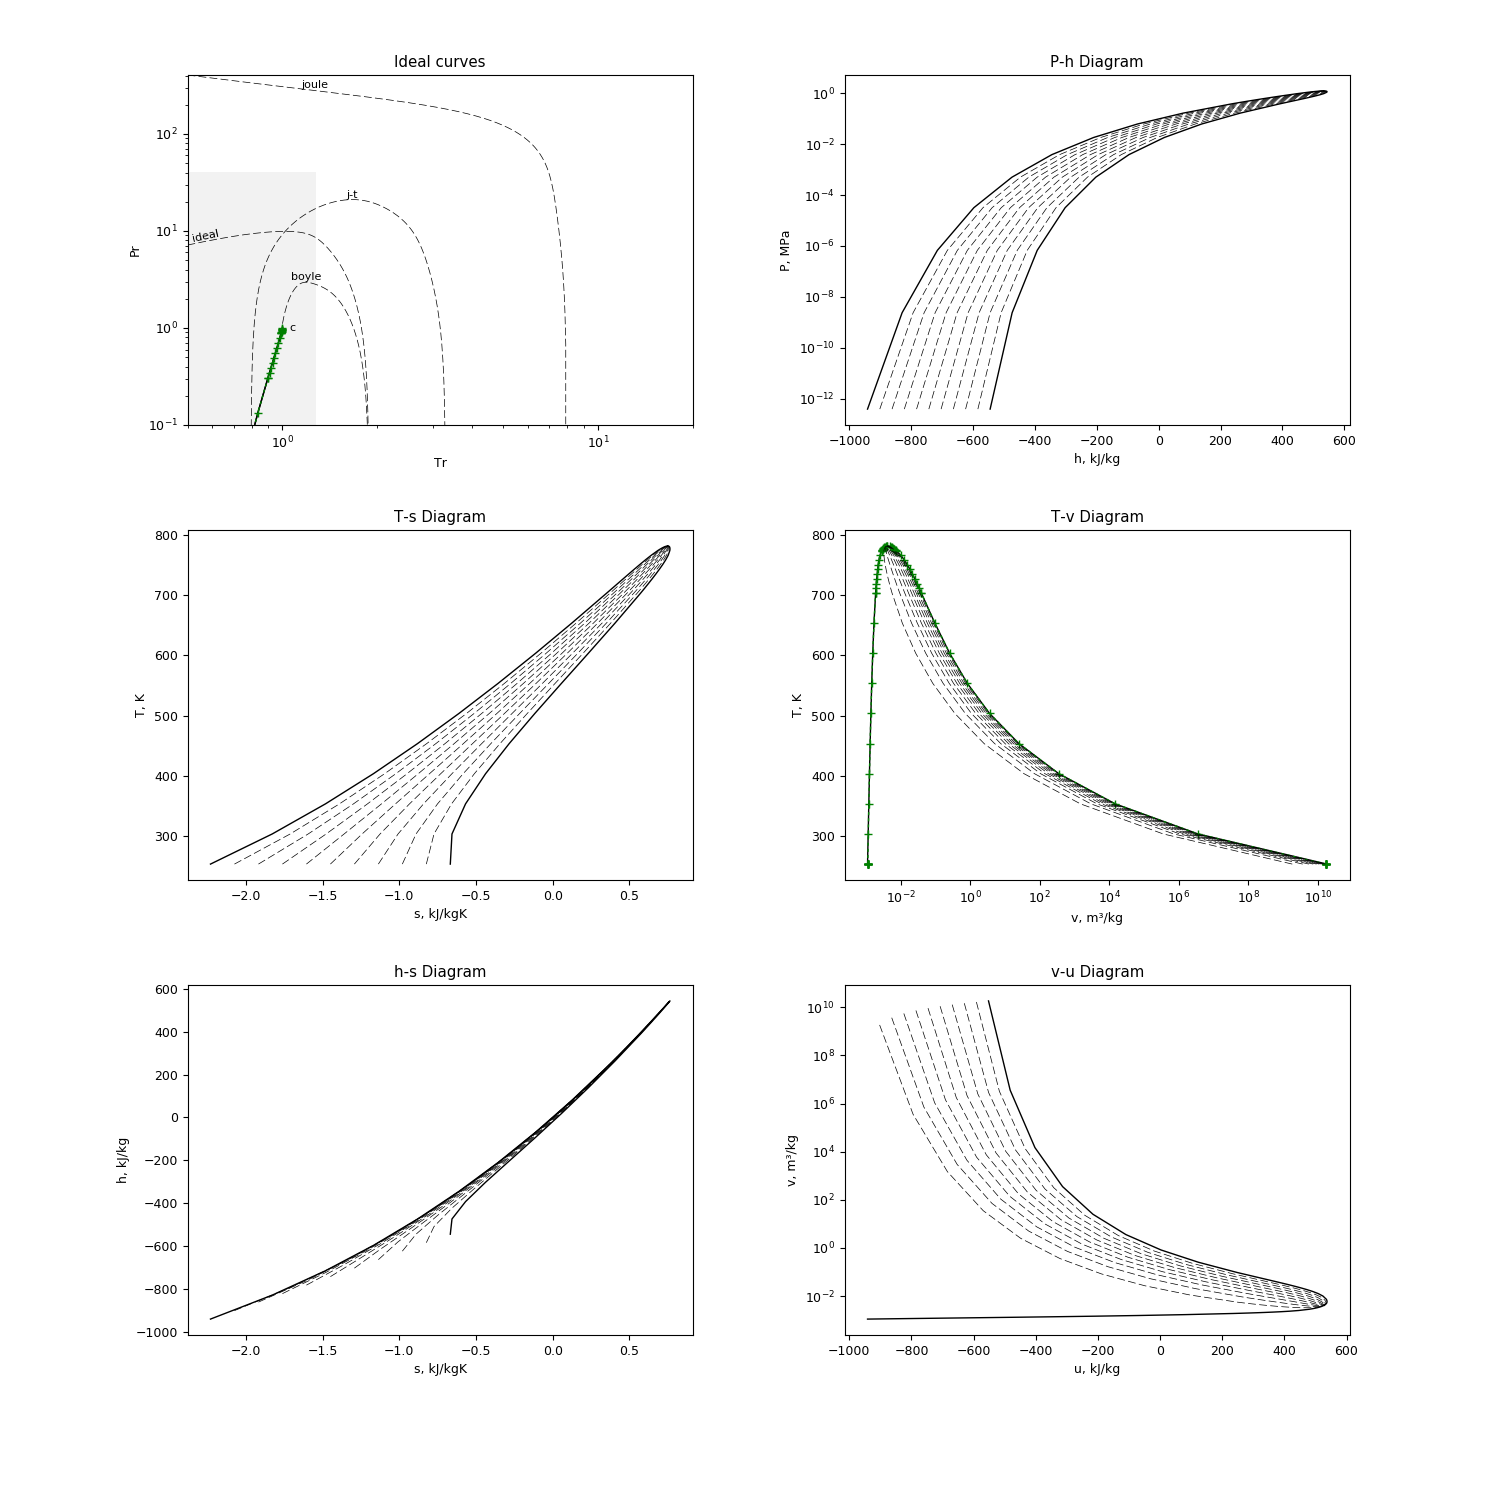 Ideal curves
joule
j-t
ideal
boyle
c
10²
10¹
10⁰
10⁻¹
Pr
10⁰ 10¹
Tr
P-h Diagram
10⁰
10⁻²
10⁻⁴
10⁻⁶
10⁻⁸
10⁻¹⁰
10⁻¹²
P, MPa
−1000 −800 −600 −400 −200 0 200 400 600
h, kJ/kg
T-s Diagram
800
700
600
500
400
300
T, K
−2.0 −1.5 −1.0 −0.5 0.0 0.5
s, kJ/kgK
T-v Diagram
800
700
600
500
400
300
T, K
10⁻² 10⁰ 10² 10⁴ 10⁶ 10⁸ 10¹⁰
v, m³/kg
h-s Diagram
600
400
200
0
−200
−400
−600
−800
−1000
h, kJ/kg
−2.0 −1.5 −1.0 −0.5 0.0 0.5
s, kJ/kgK
v-u Diagram
10¹⁰
10⁸
10⁶
10⁴
10²
10⁰
10⁻²
v, m³/kg
−1000 −800 −600 −400 −200 0 200 400 600
u, kJ/kg